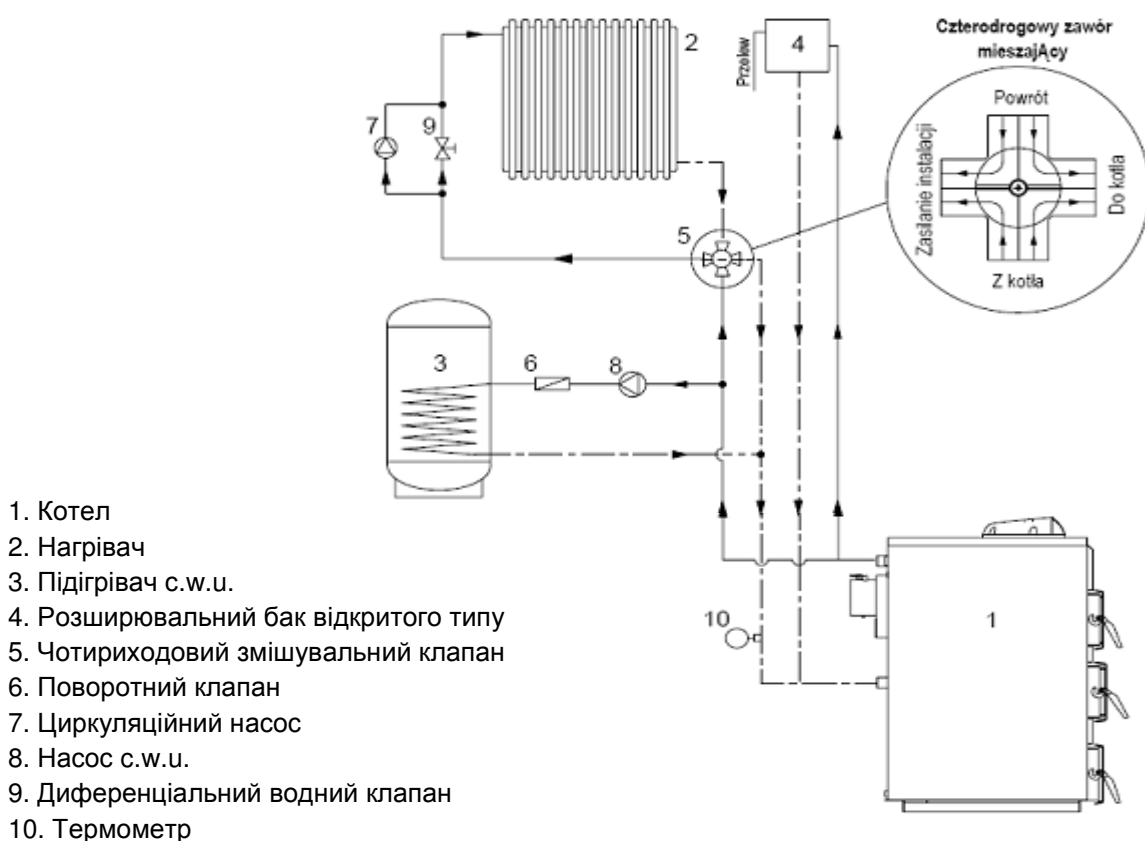 2
4
Przelew
Czterodrogowy zawór
mieszajĄcy
Powrót
Zasilanie instalacji
Do kotła
Z kotła
7
9
5
3
6
8
10
1
1. Котел
2. Нагрівач
3. Підігрівач c.w.u.
4. Розширювальний бак відкритого типу
5. Чотириходовий змішувальний клапан
6. Поворотний клапан
7. Циркуляційний насос
8. Насос c.w.u.
9. Диференціальний водний клапан
10. Термометр